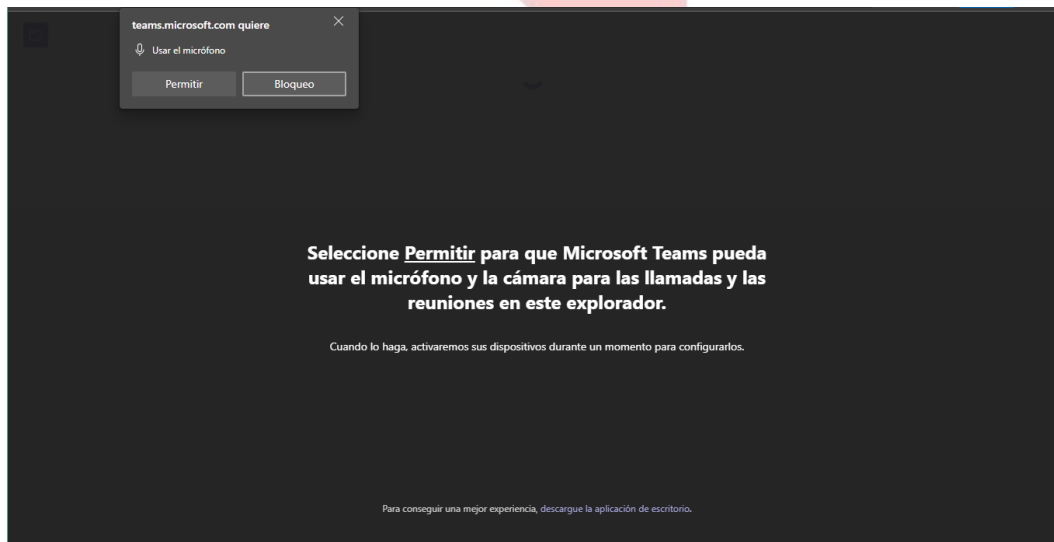 teams.microsoft.com quiere
Usar el micrófono
Permitir
Bloqueo
Seleccione Permitir para que Microsoft Teams pueda
usar el micrófono y la cámara para las llamadas y las
reuniones en este explorador.
Cuando lo haga, activaremos sus dispositivos durante un momento para configurarlos.
Para conseguir una mejor experiencia, descargue la aplicación de escritorio.